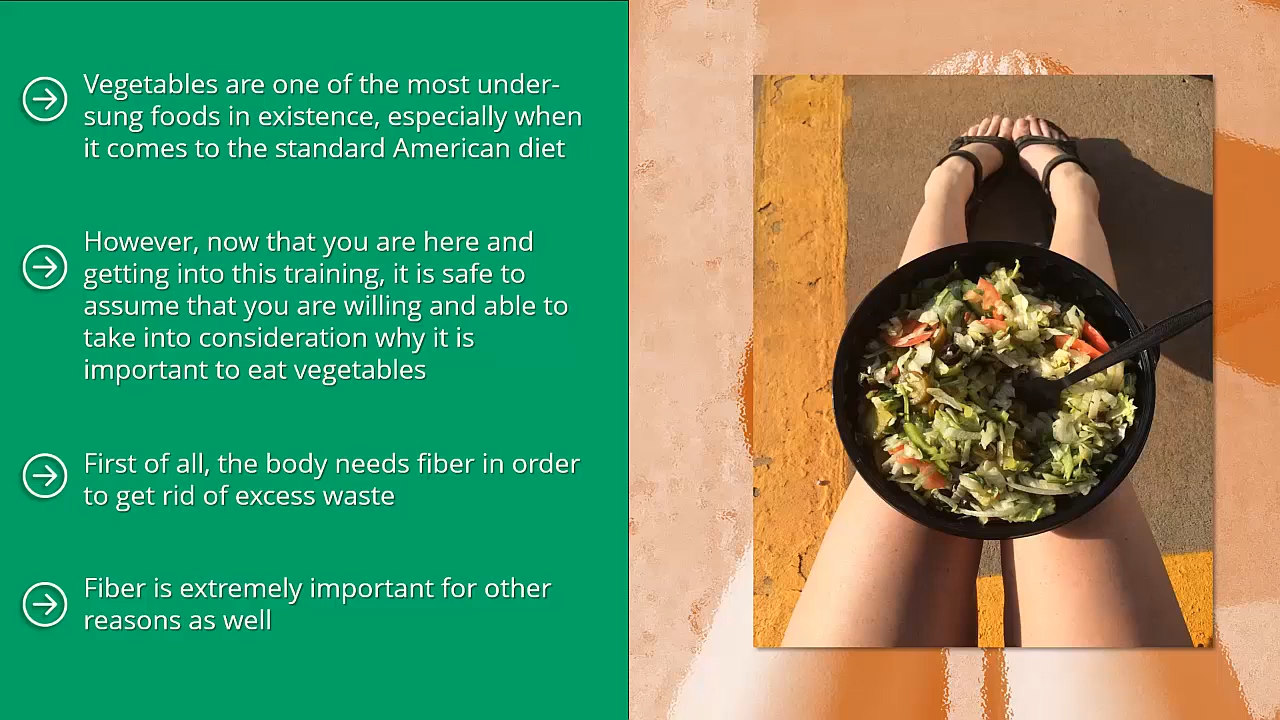 Vegetables are one of the most under-
sung foods in existence, especially when
it comes to the standard American diet
However, now that you are here and
getting into this training, it is safe to
assume that you are willing and able to
take into consideration why it is
important to eat vegetables
First of all, the body needs fiber in order
to get rid of excess waste
Fiber is extremely important for other
reasons as well